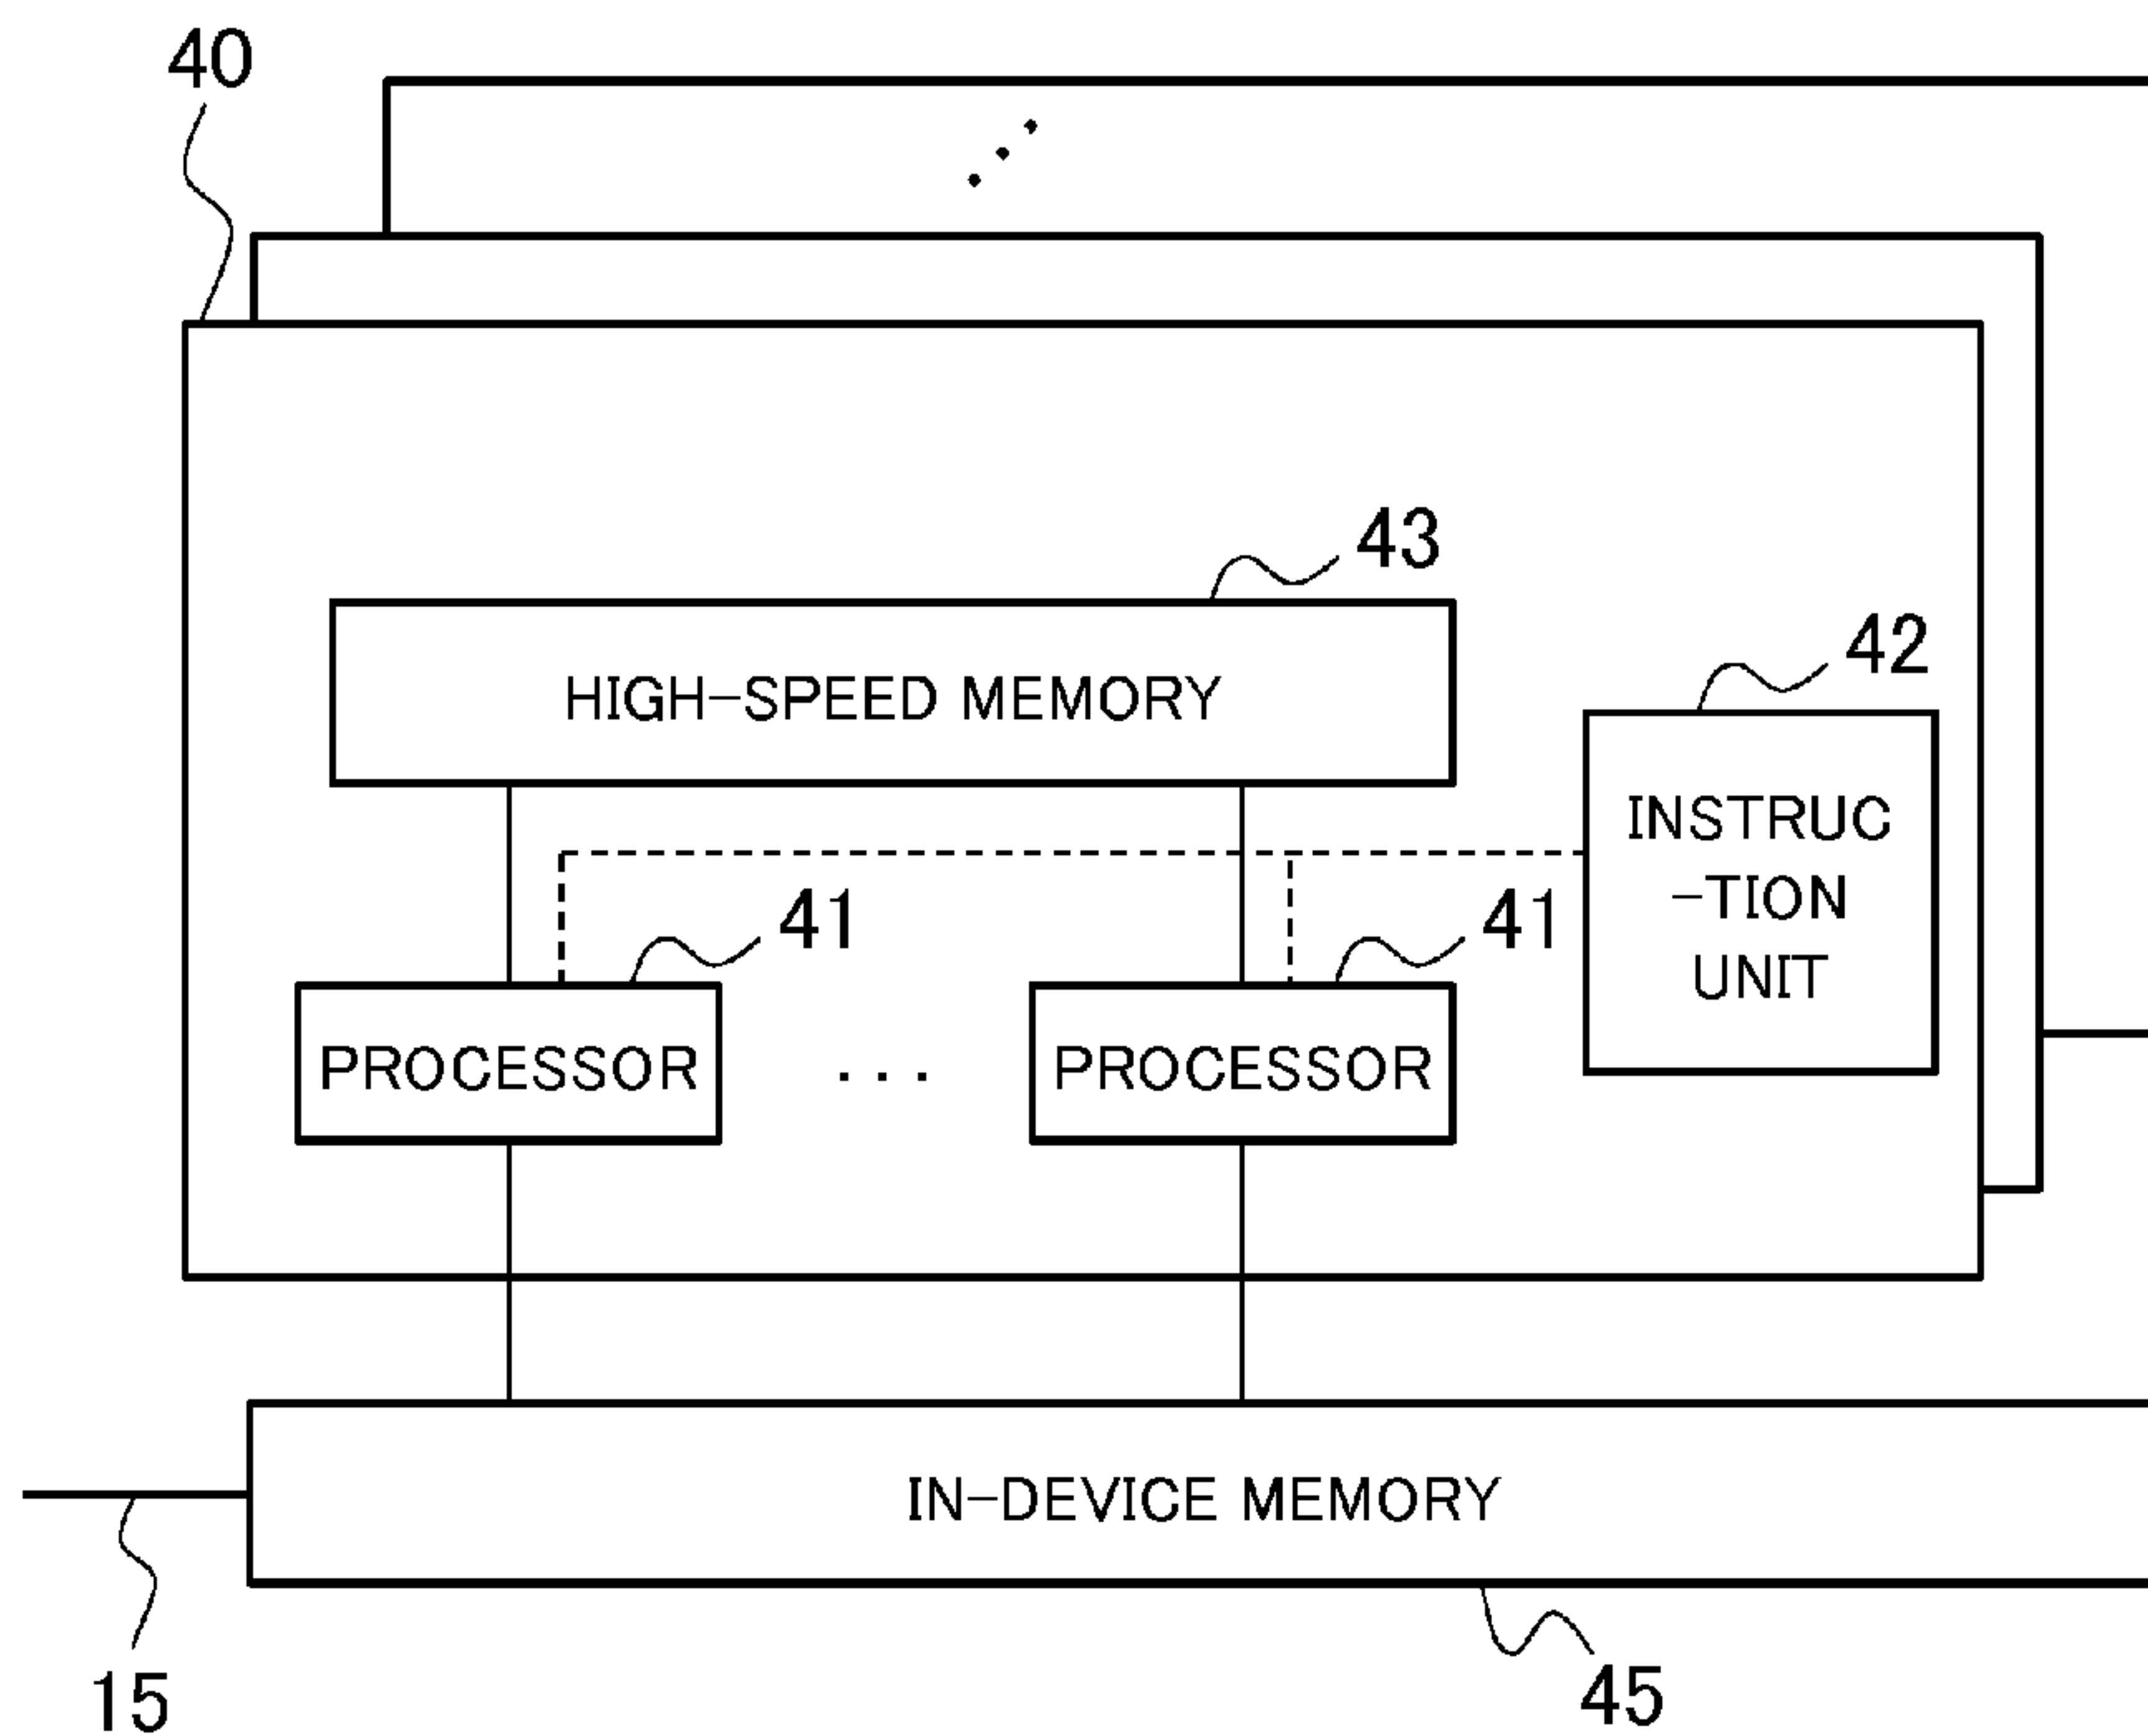 40
43
HIGH-SPEED MEMORY
42
INSTRUC
-TION
UNIT
41
41
PROCESSOR
. . .
PROCESSOR
IN-DEVICE MEMORY
15
45